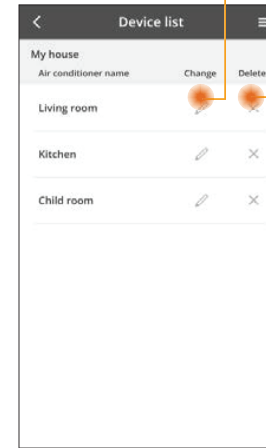 Device list
My house
Air conditioner name Change Delete
Living room
Kitchen
Child room